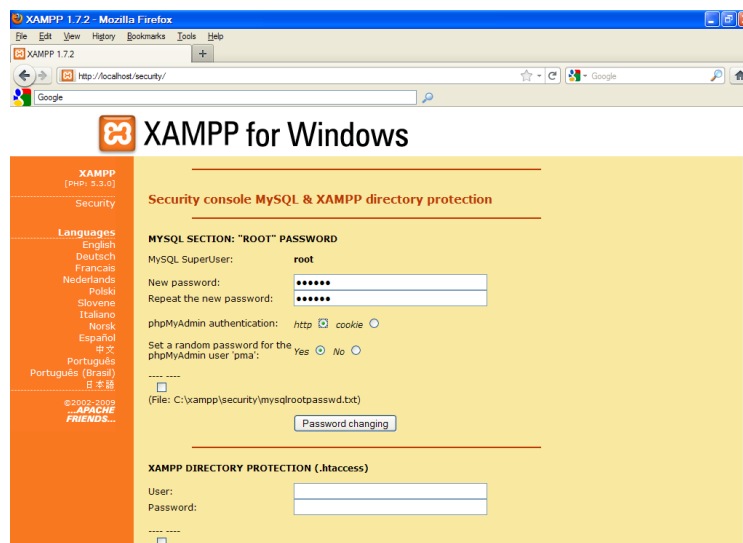 XAMPP 1.7.2 - Mozilla Firefox
File Edit View History Bookmarks Tools Help
XAMPP 1.7.2
http://localhost/security/
Google
Google
XAMPP for Windows
XAMPP
[PHP: 5.3.0]
Security
Languages
English
Deutsch
Francais
Nederlands
Polski
Slovene
Italiano
Norsk
Español
中文
Português
Português (Brasil)
日本語
©2002-2009
...APACHE
FRIENDS...
Security console MySQL & XAMPP directory protection
MYSQL SECTION: "ROOT" PASSWORD
MySQL SuperUser: root
New password: ••••••
Repeat the new password: ••••••
phpMyAdmin authentication: http cookie
Set a random password for the
phpMyAdmin user 'pma': Yes No
---- ----
(File: C:\xampp\security\mysqlrootpasswd.txt)
Password changing
XAMPP DIRECTORY PROTECTION (.htaccess)
User:
Password:
---- ----